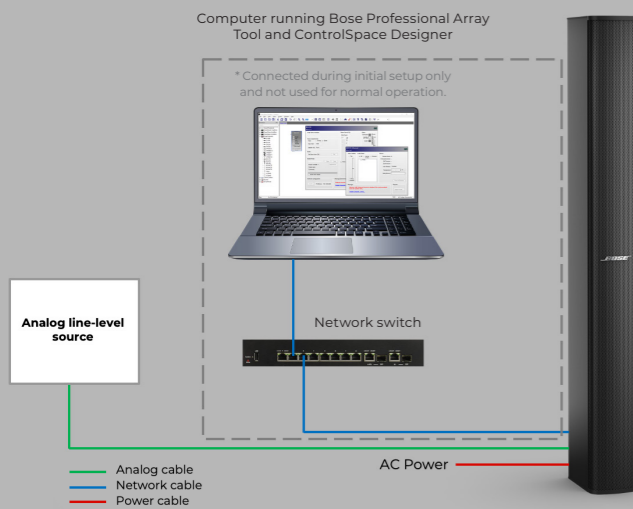 Computer running Bose Professional Array
Tool and ControlSpace Designer
* Connected during initial setup only
and not used for normal operation.
BOSE
Analog line-level
source
Network switch
AC Power
Analog cable
Network cable
Power cable